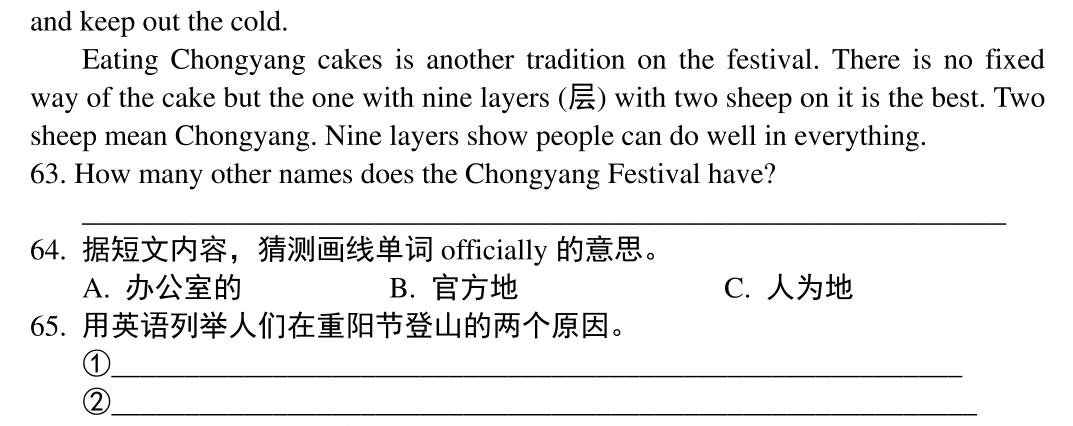 and keep out the cold.
Eating Chongyang cakes is another tradition on the festival. There is no fixed
way of the cake but the one with nine layers (层) with two sheep on it is the best. Two
sheep mean Chongyang. Nine layers show people can do well in everything.
63. How many other names does the Chongyang Festival have?
64. 据短文内容，猜测画线单词 officially 的意思。
A. 办公室的 B. 官方地 C. 人为地
65. 用英语列举人们在重阳节登山的两个原因。
①
②